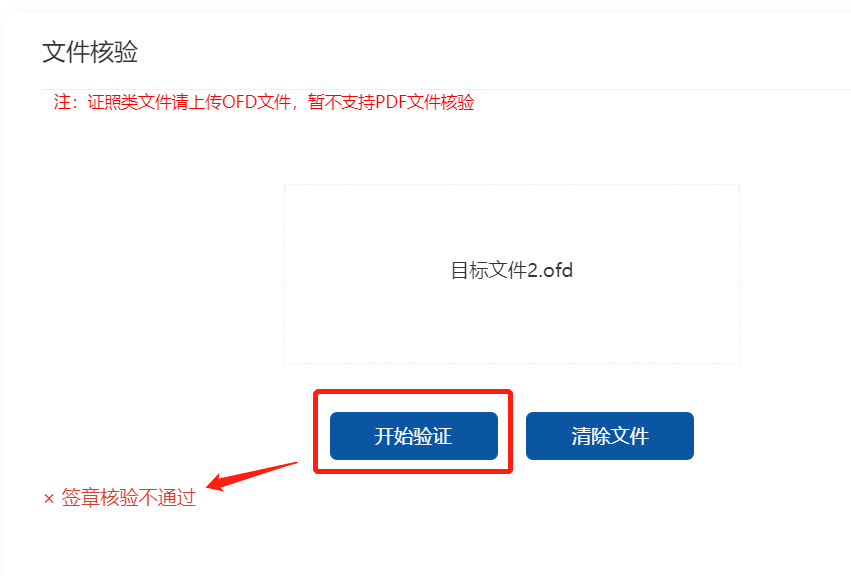 文件核验
注：证照类文件请上传OFD文件，暂不支持PDF文件核验
目标文件2.ofd
开始验证
清除文件
× 签章核验不通过